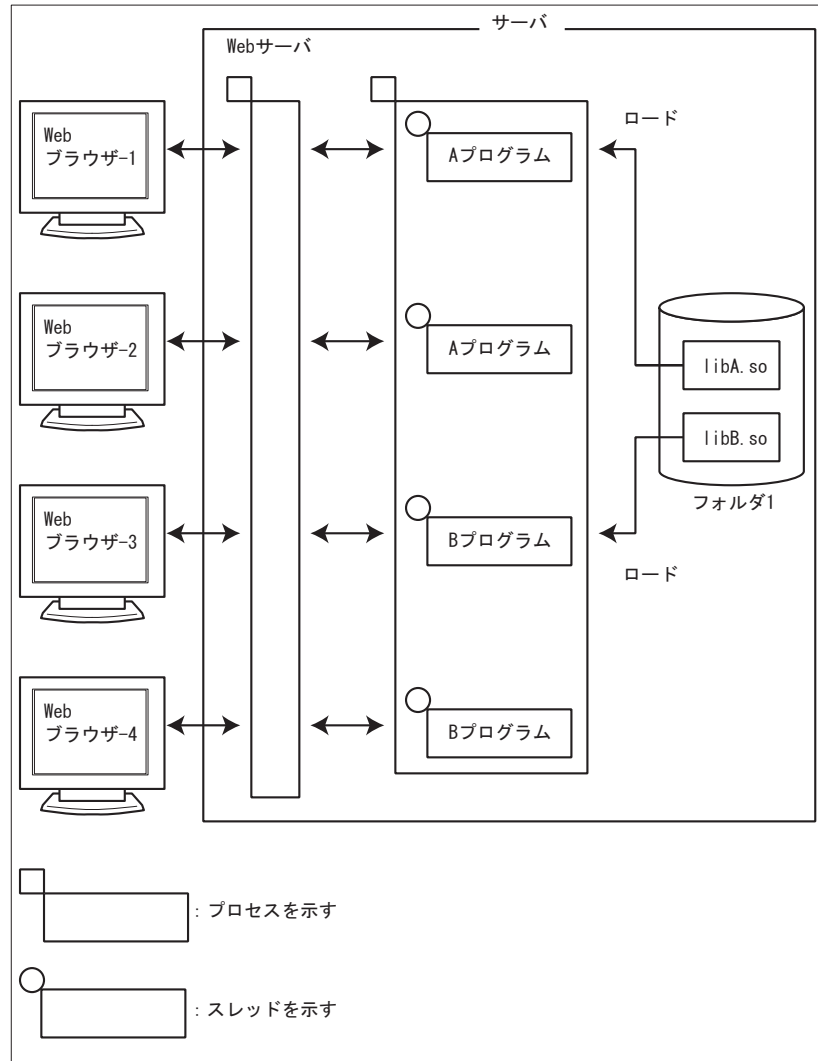 サーバ
Webサーバ
Web
ブラウザ-1
Aプログラム
ロード
Web
ブラウザ-2
Aプログラム
libA.so
libB.so
フォルダ1
Web
ブラウザ-3
Bプログラム
ロード
Web
ブラウザ-4
Bプログラム
：プロセスを示す
：スレッドを示す